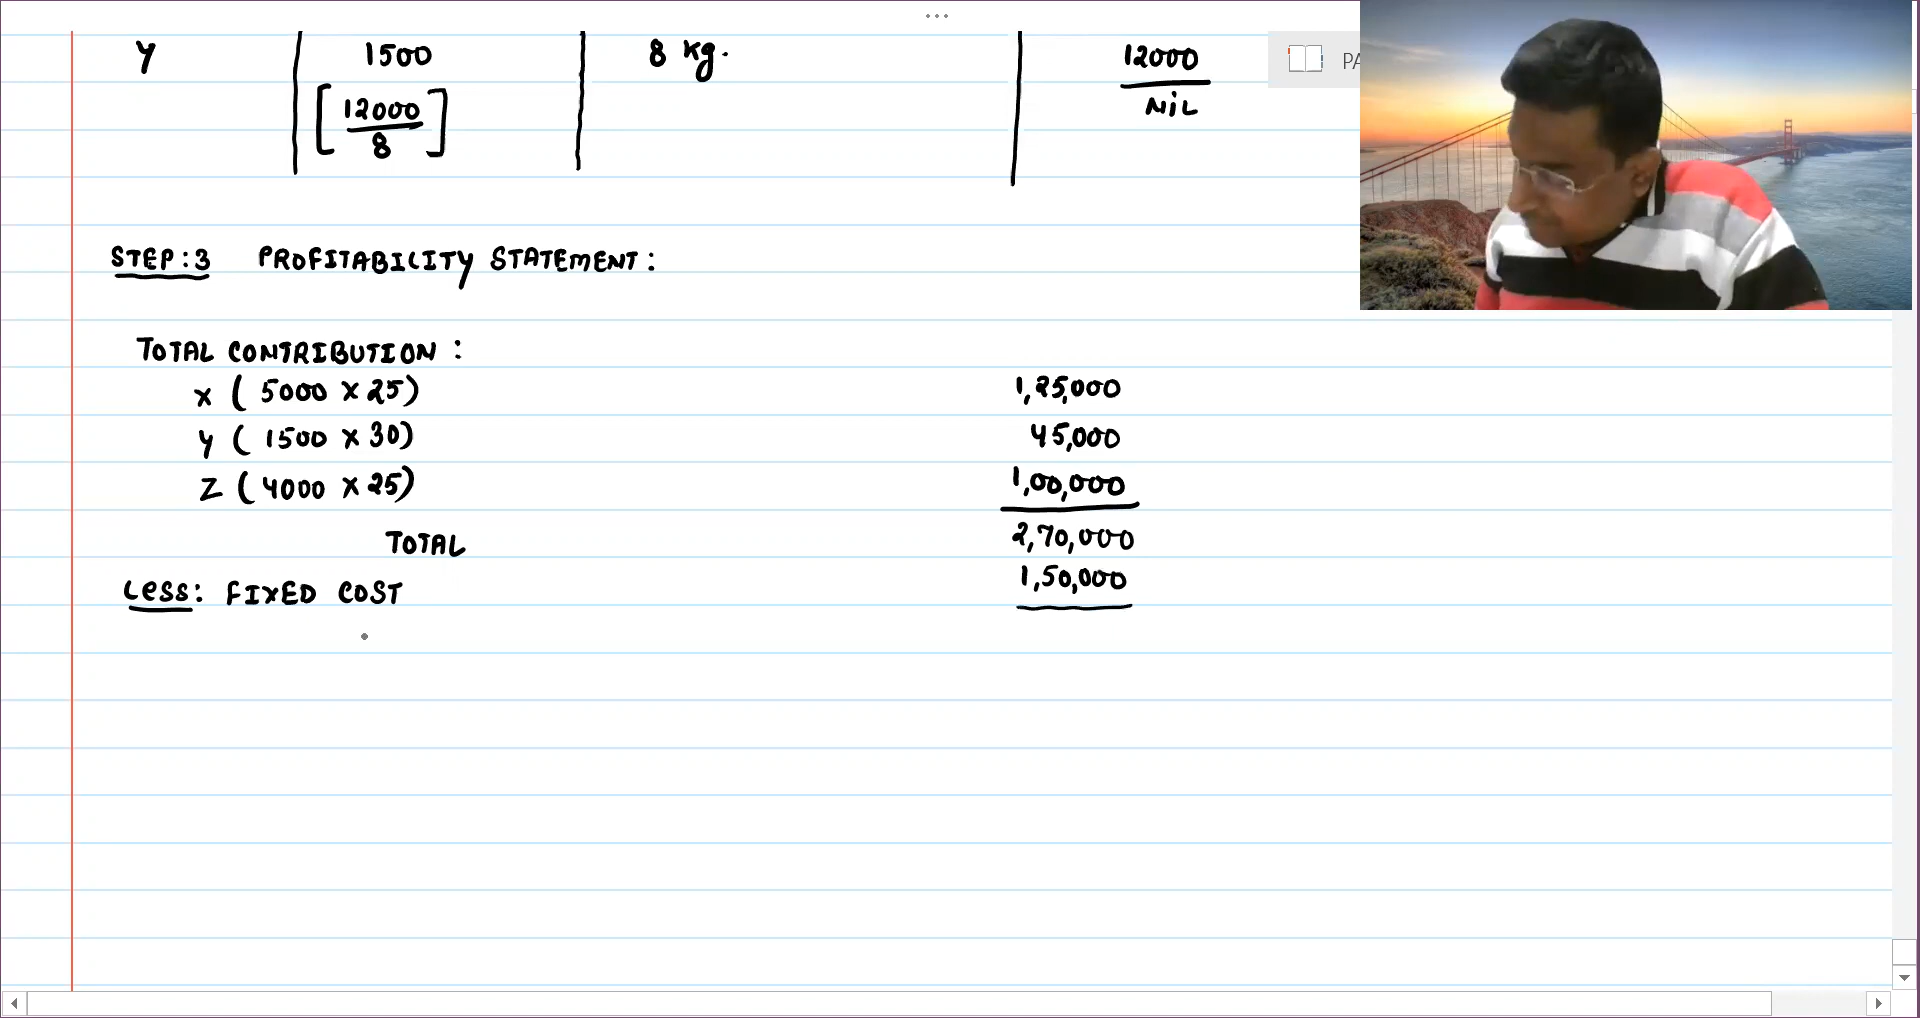 y 1500 8 kg. 12000
[12000/8] NiL
PA
STEP:3 PROFITABILITY STATEMENT:
TOTAL CONTRIBUTION:
x ( 5000 x 25) 1,25,000
y ( 1500 x 30) 45,000
Z ( 4000 x 25) 1,00,000
TOTAL 2,70,000
Less: FIXED COST 1,50,000